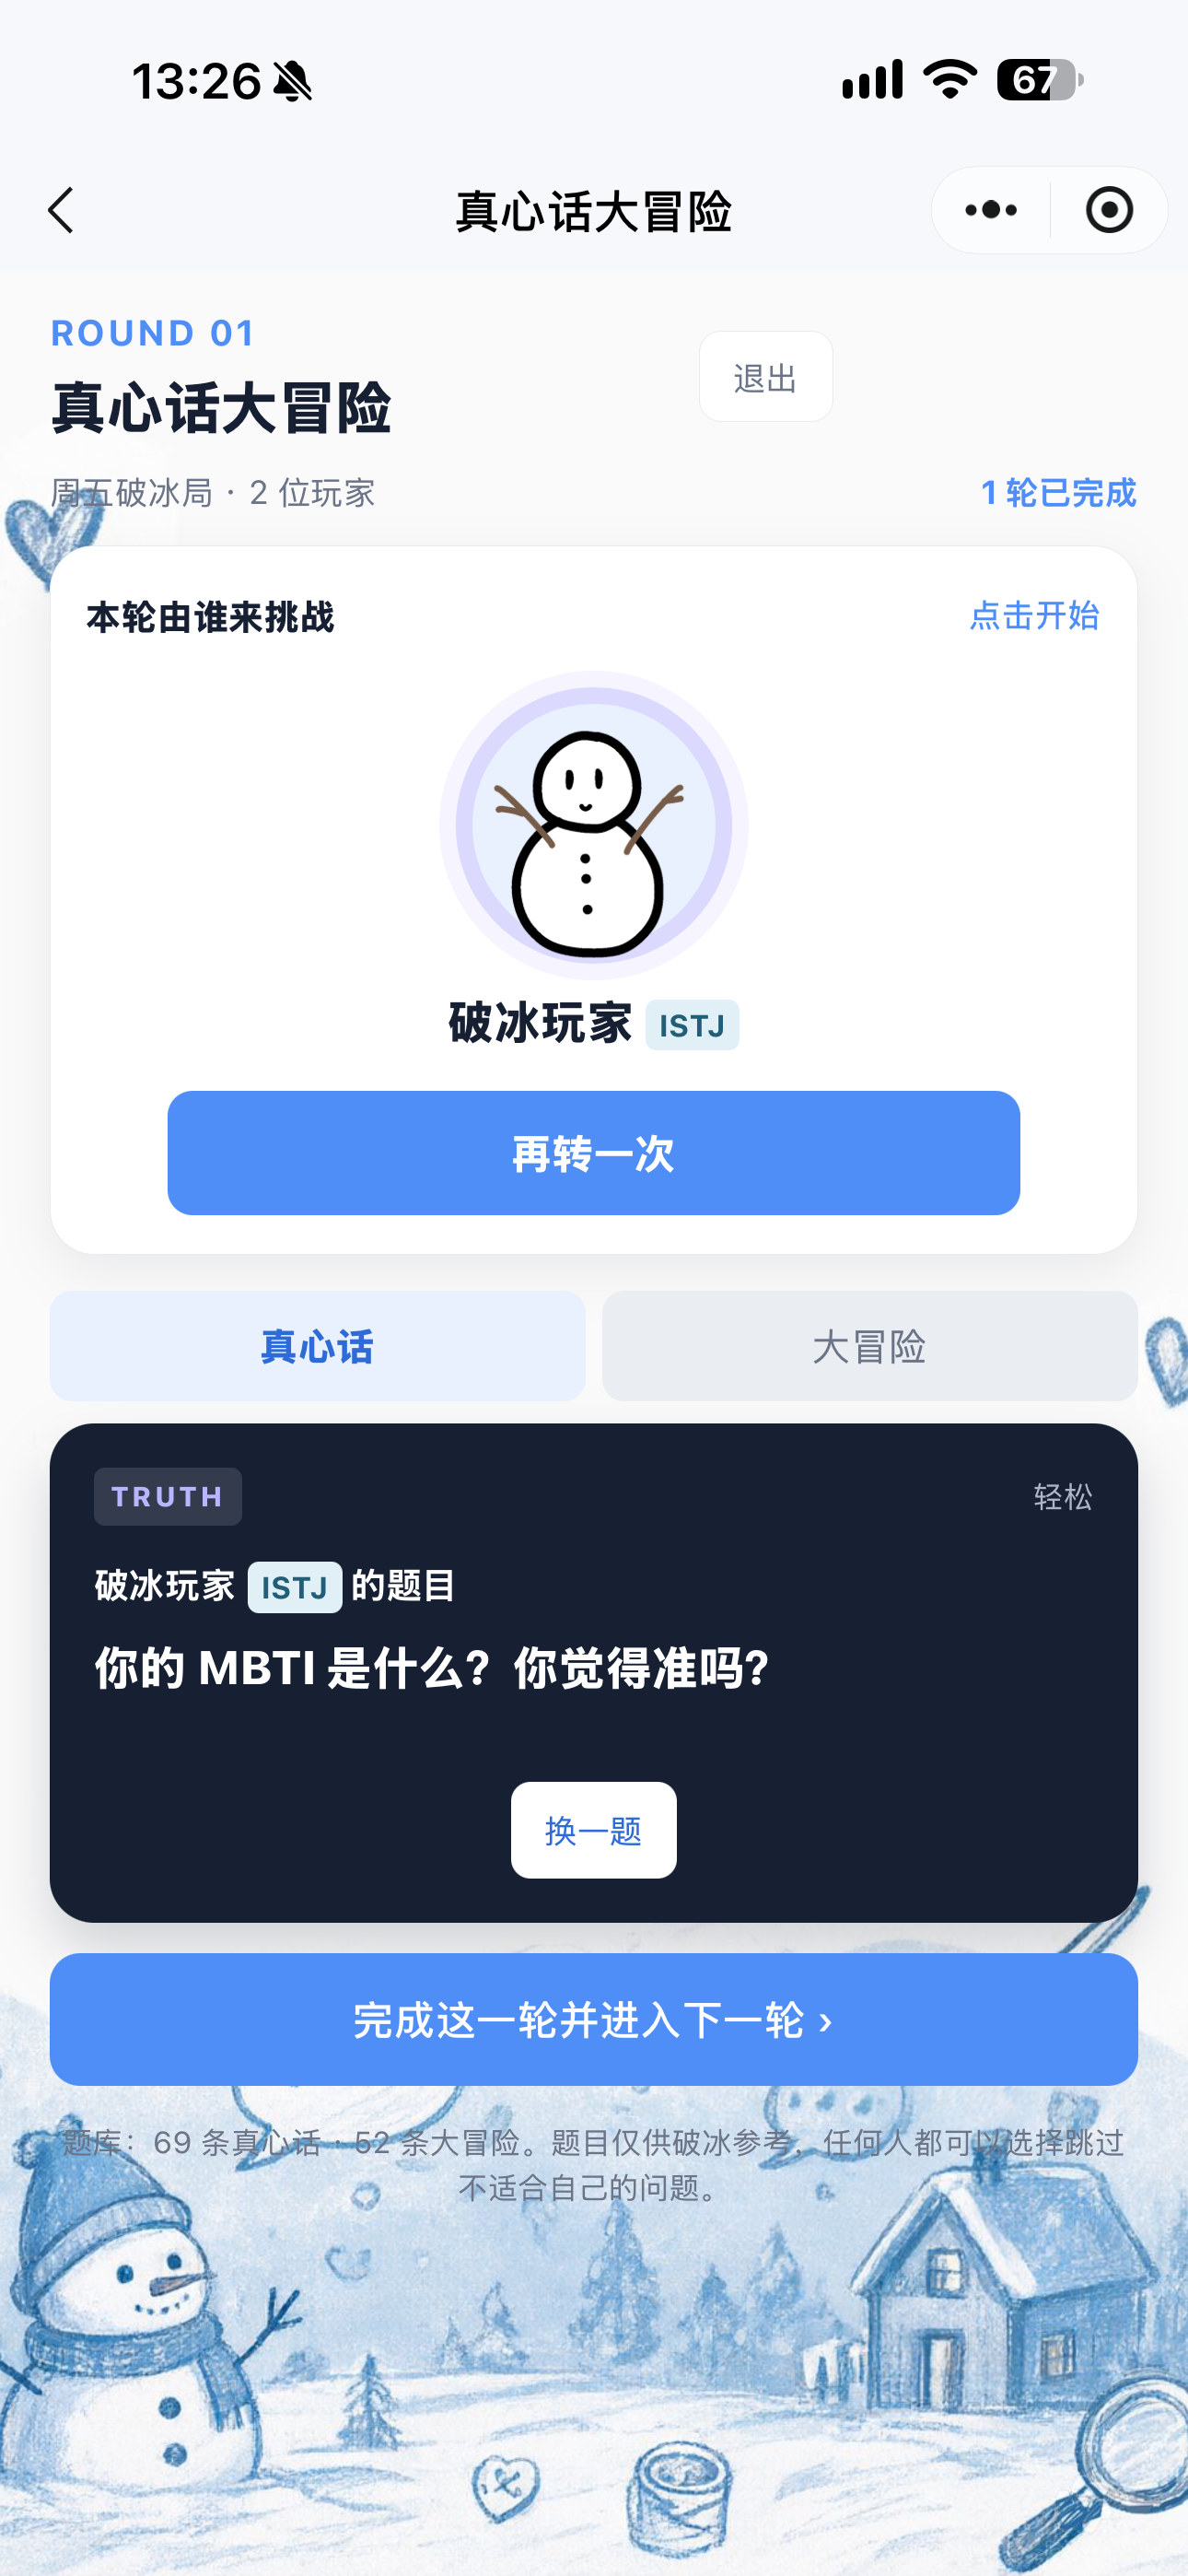 13:26
67
真心话大冒险
ROUND 01
真心话大冒险
退出
周五破冰局 · 2 位玩家
1 轮已完成
本轮由谁来挑战
点击开始
破冰玩家 ISTJ
再转一次
真心话
大冒险
TRUTH
轻松
破冰玩家 ISTJ 的题目
你的 MBTI 是什么？你觉得准吗?
换一题
完成这一轮并进入下一轮 ›
题库：69 条真心话 · 52 条大冒险。题目仅供破冰参考，任何人都可以选择跳过
不适合自己的问题。